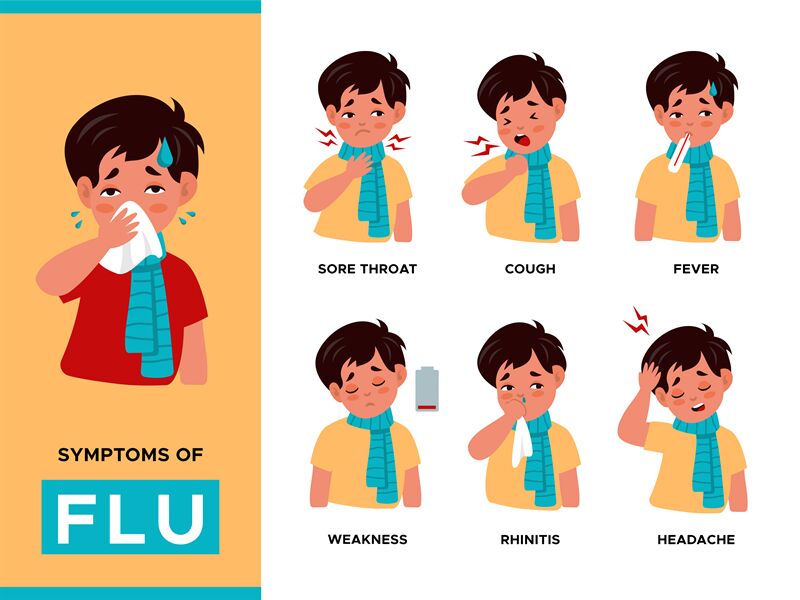 SYMPTOMS OF
FLU
SORE THROAT
COUGH
FEVER
WEAKNESS
RHINITIS
HEADACHE